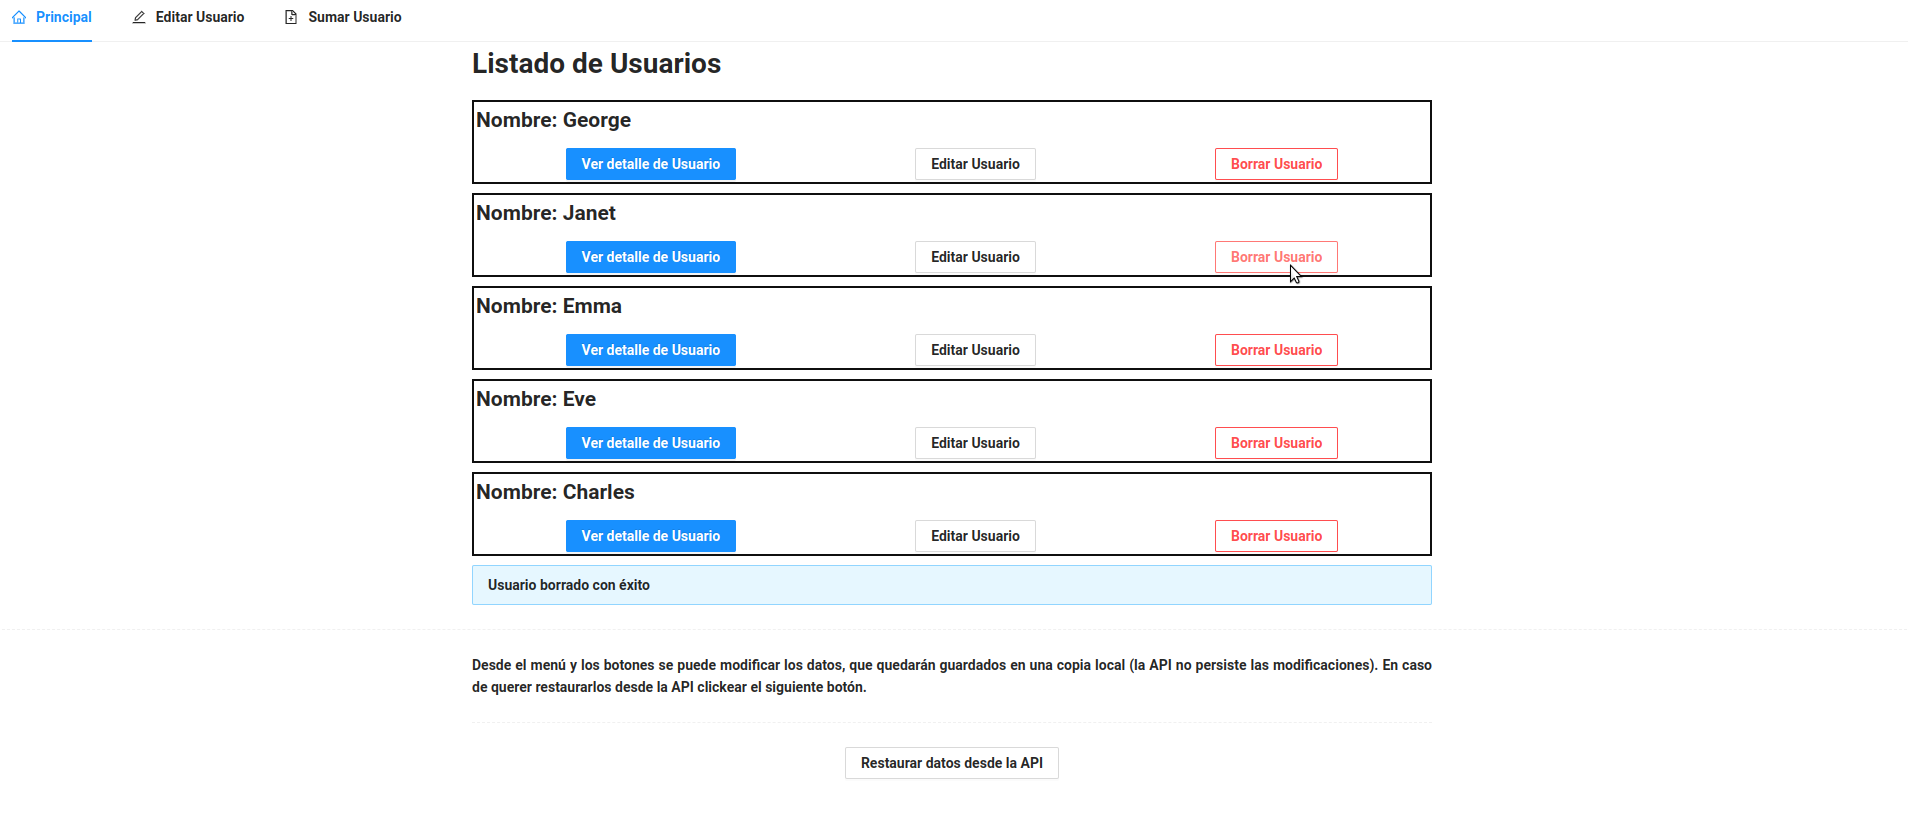 Principal Editar Usuario Sumar Usuario
Listado de Usuarios
Nombre: George
Ver detalle de Usuario Editar Usuario Borrar Usuario
Nombre: Janet
Ver detalle de Usuario Editar Usuario Borrar Usuario
Nombre: Emma
Ver detalle de Usuario Editar Usuario Borrar Usuario
Nombre: Eve
Ver detalle de Usuario Editar Usuario Borrar Usuario
Nombre: Charles
Ver detalle de Usuario Editar Usuario Borrar Usuario
Usuario borrado con éxito
Desde el menú y los botones se puede modificar los datos, que quedarán guardados en una copia local (la API no persiste las modificaciones). En caso
de querer restaurarlos desde la API clickear el siguiente botón.
Restaurar datos desde la API